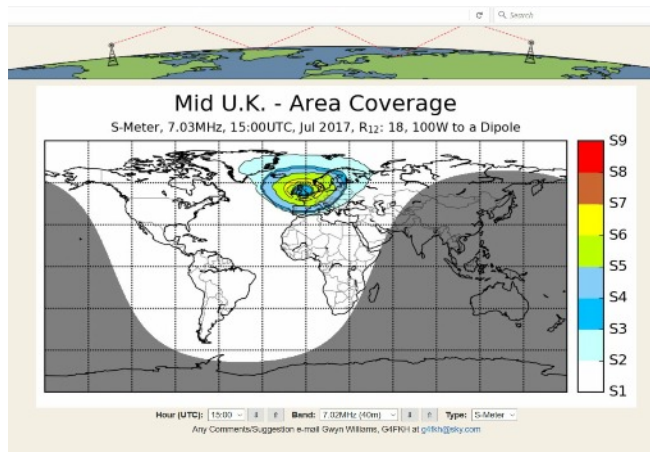 Search
Mid U.K. - Area Coverage
S-Meter, 7.03MHz, 15:00UTC, Jul 2017, R12: 18, 100W to a Dipole
S9
S8
S7
S6
S5
S4
S3
S2
S1
Hour (UTC): 15:00 Band: 7.02MHz (40m) Type: S-Meter
Any Comments/Suggestion e-mail Gwyn Williams, G4FKH at g4fkh@sky.com